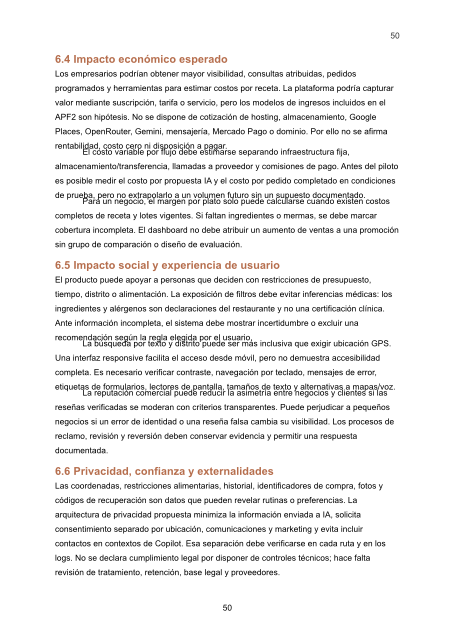 50
6.4 Impacto económico esperado
Los empresarios podrían obtener mayor visibilidad, consultas atribuidas, pedidos
programados y herramientas para estimar costos por receta. La plataforma podría capturar
valor mediante suscripción, tarifa o servicio, pero los modelos de ingresos incluidos en el
APF2 son hipótesis. No se dispone de cotización de hosting, almacenamiento, Google
Places, OpenRouter, Gemini, mensajería, Mercado Pago o dominio. Por ello no se afirma
rentabilidad, costo cero ni disposición a pagar.
El costo variable por flujo debe estimarse separando infraestructura fija,
almacenamiento/transferencia, llamadas a proveedor y comisiones de pago. Antes del piloto
es posible medir el costo por propuesta IA y el costo por pedido completado en condiciones
de prueba, pero no extrapolarlo a un volumen futuro sin un supuesto documentado.
Para un negocio, el margen por plato solo puede calcularse cuando existen costos
completos de receta y lotes vigentes. Si faltan ingredientes o mermas, se debe marcar
cobertura incompleta. El dashboard no debe atribuir un aumento de ventas a una promoción
sin grupo de comparación o diseño de evaluación.
6.5 Impacto social y experiencia de usuario
El producto puede apoyar a personas que deciden con restricciones de presupuesto,
tiempo, distrito o alimentación. La exposición de filtros debe evitar inferencias médicas: los
ingredientes y alérgenos son declaraciones del restaurante y no una certificación clínica.
Ante información incompleta, el sistema debe mostrar incertidumbre o excluir una
recomendación según la regla elegida por el usuario.
La búsqueda por texto y distrito puede ser más inclusiva que exigir ubicación GPS.
Una interfaz responsive facilita el acceso desde móvil, pero no demuestra accesibilidad
completa. Es necesario verificar contraste, navegación por teclado, mensajes de error,
etiquetas de formularios, lectores de pantalla, tamaños de texto y alternativas a mapas/voz.
La reputación comercial puede reducir la asimetría entre negocios y clientes si las
reseñas verificadas se moderan con criterios transparentes. Puede perjudicar a pequeños
negocios si un error de identidad o una reseña falsa cambia su visibilidad. Los procesos de
reclamo, revisión y reversión deben conservar evidencia y permitir una respuesta
documentada.
6.6 Privacidad, confianza y externalidades
Las coordenadas, restricciones alimentarias, historial, identificadores de compra, fotos y
códigos de recuperación son datos que pueden revelar rutinas o preferencias. La
arquitectura de privacidad propuesta minimiza la información enviada a IA, solicita
consentimiento separado por ubicación, comunicaciones y marketing y evita incluir
contactos en contextos de Copilot. Esa separación debe verificarse en cada ruta y en los
logs. No se declara cumplimiento legal por disponer de controles técnicos; hace falta
revisión de tratamiento, retención, base legal y proveedores.
50